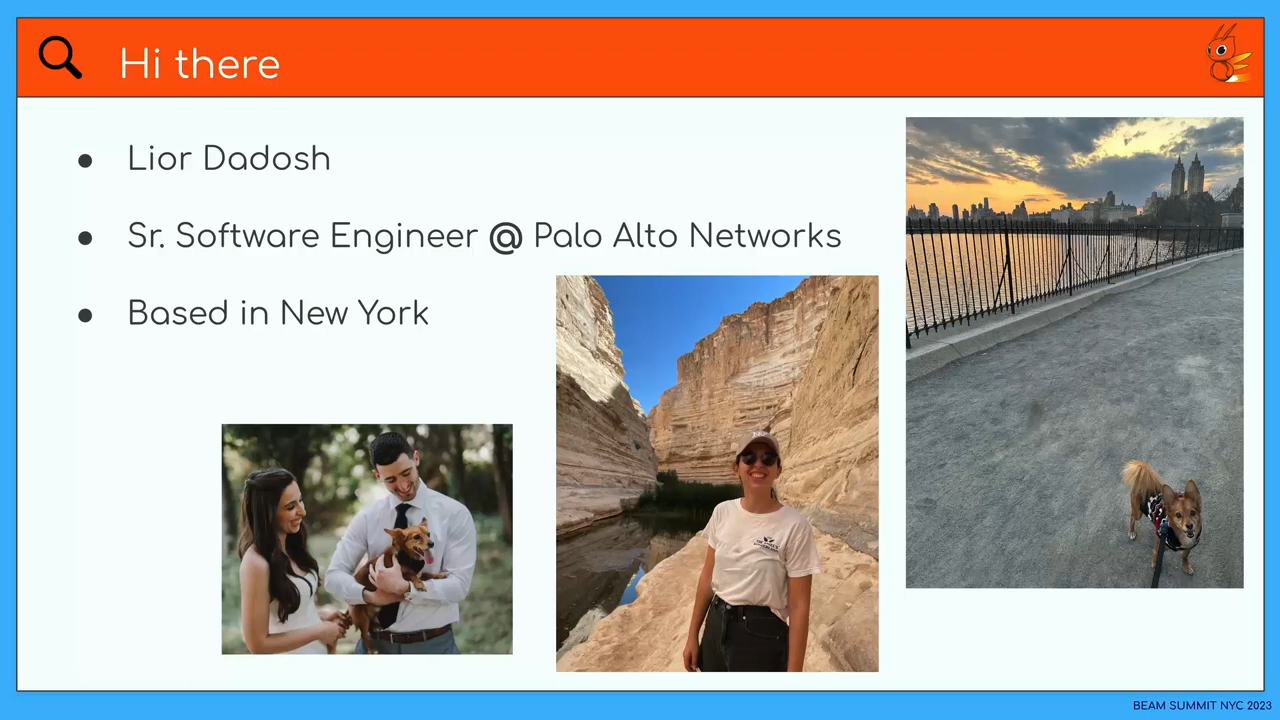 Hi there
Lior Dadosh
Sr. Software Engineer @ Palo Alto Networks
Based in New York
BEAM SUMMIT NYC 2023